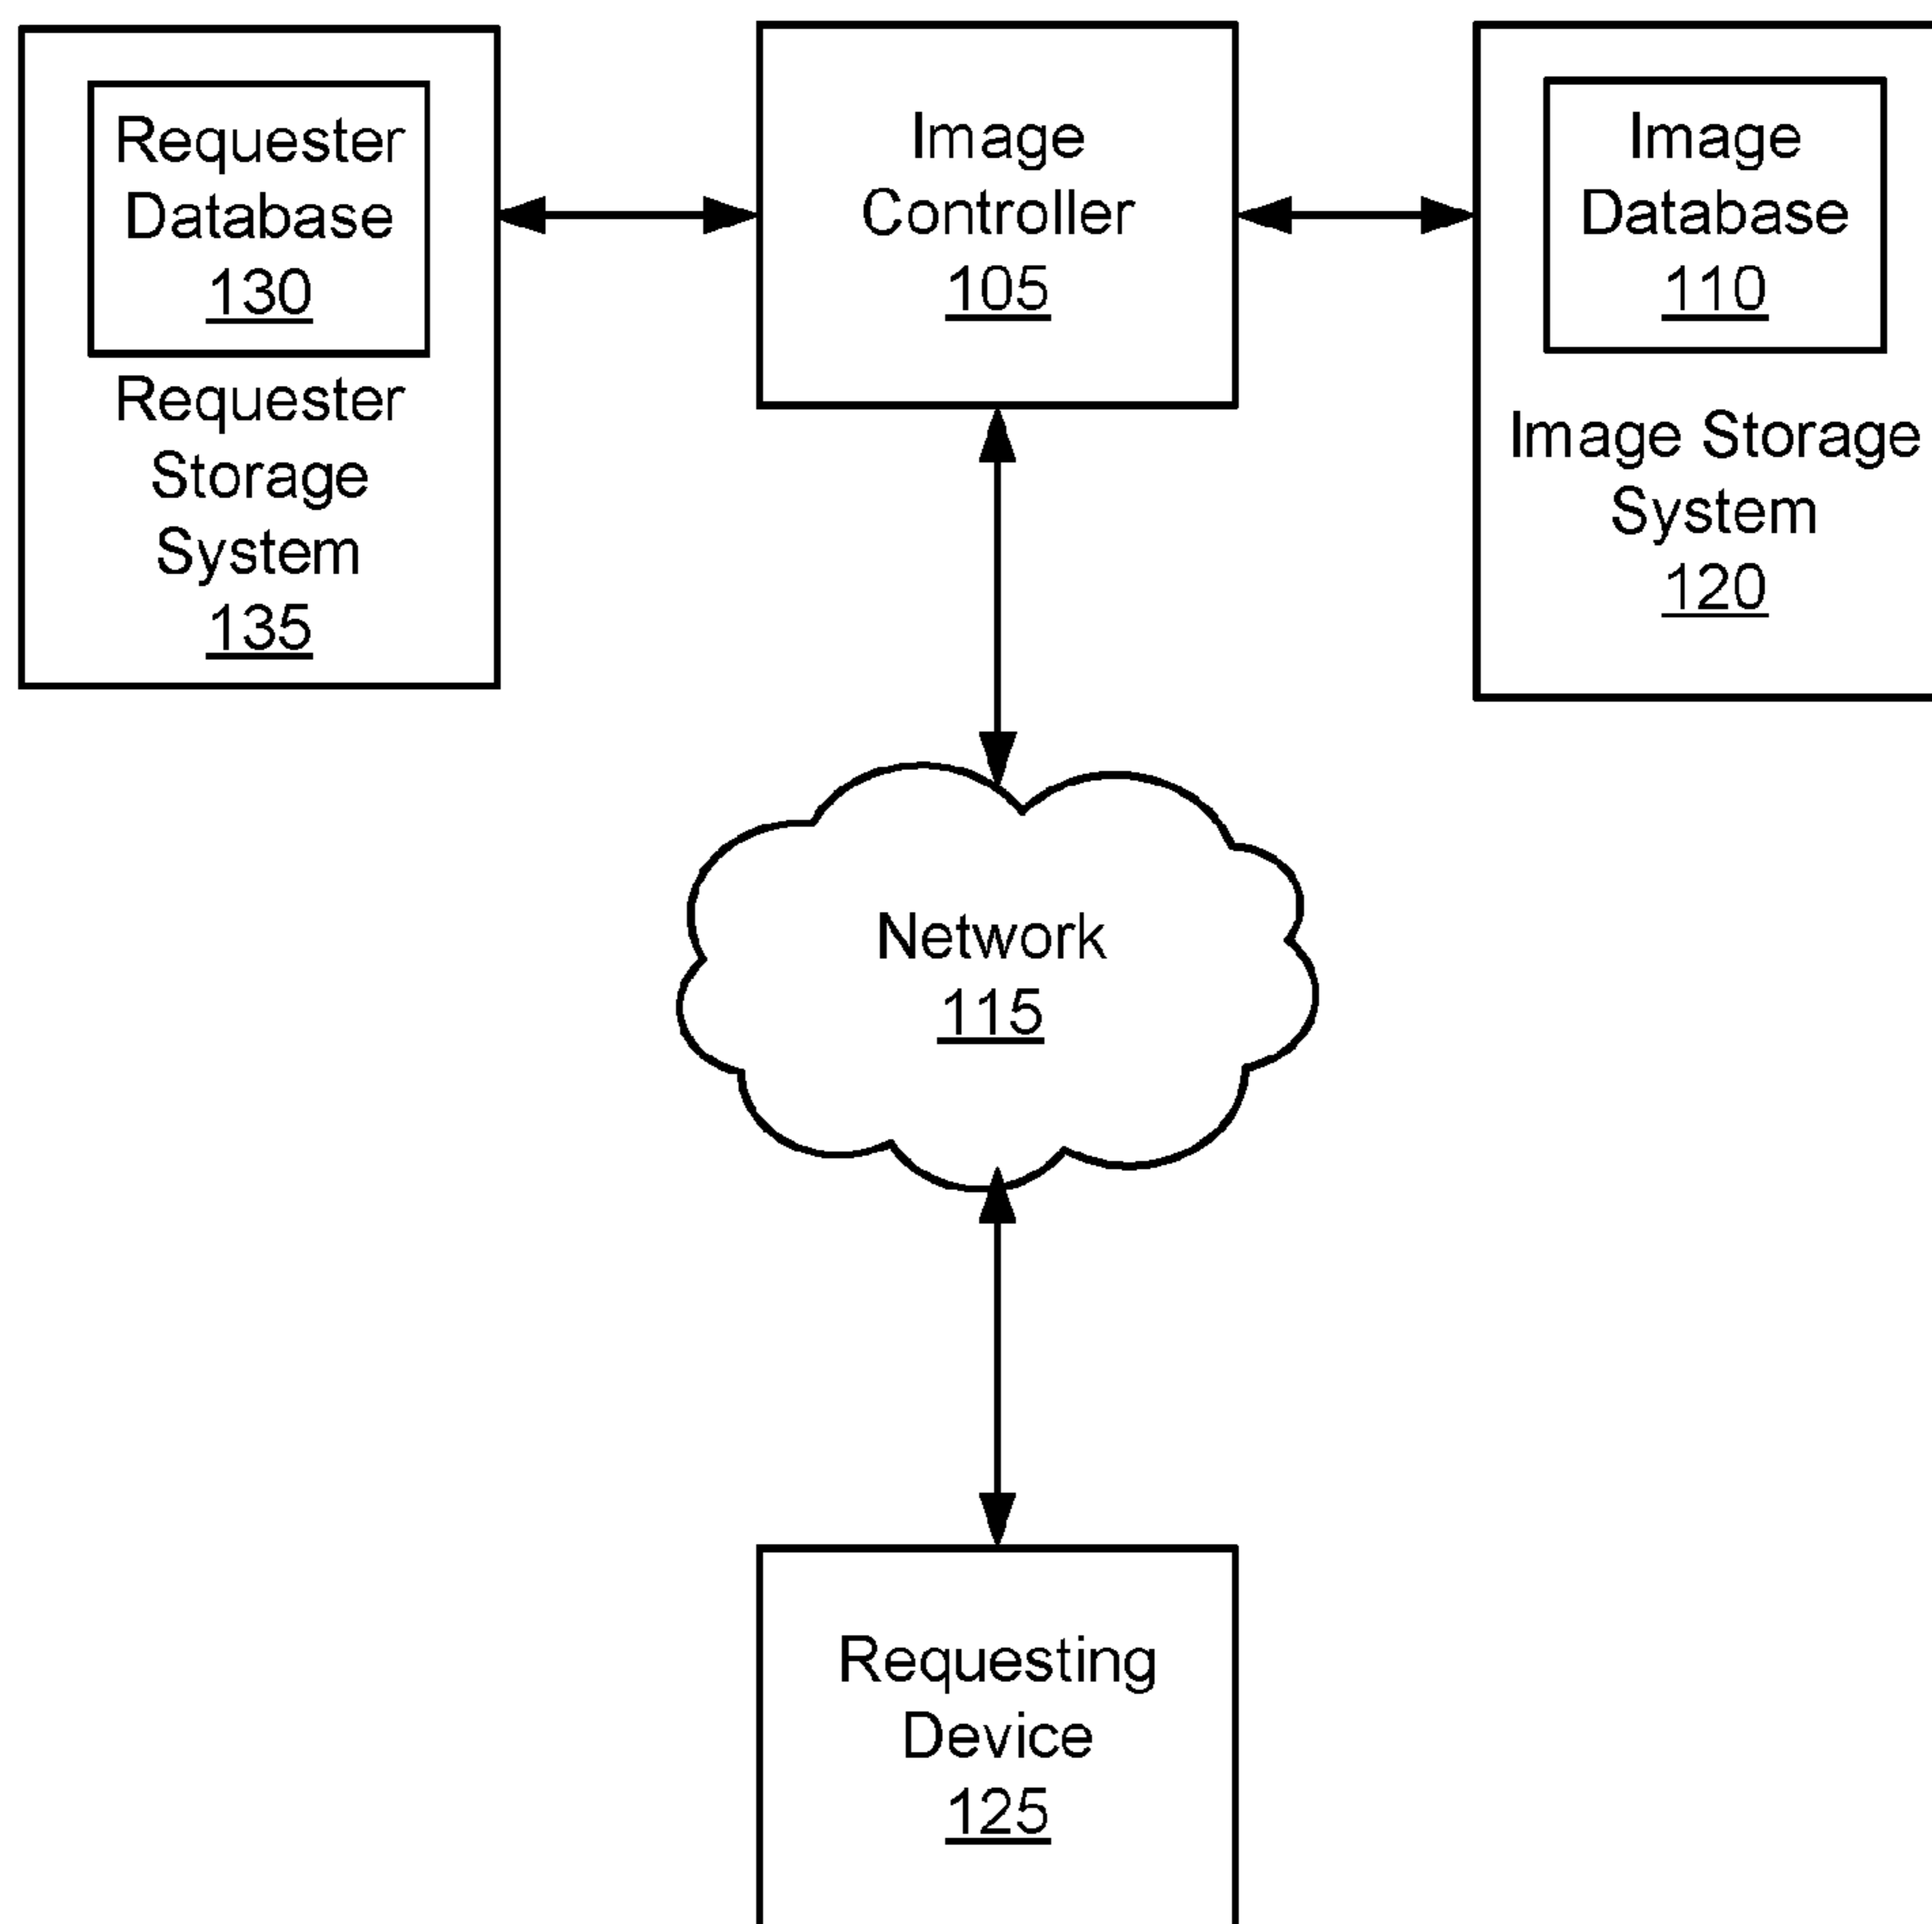 Requester
Database
130
Requester
Storage
System
135
Image
Controller
105
Image
Database
110
Image Storage
System
120
Network
115
Requesting
Device
125